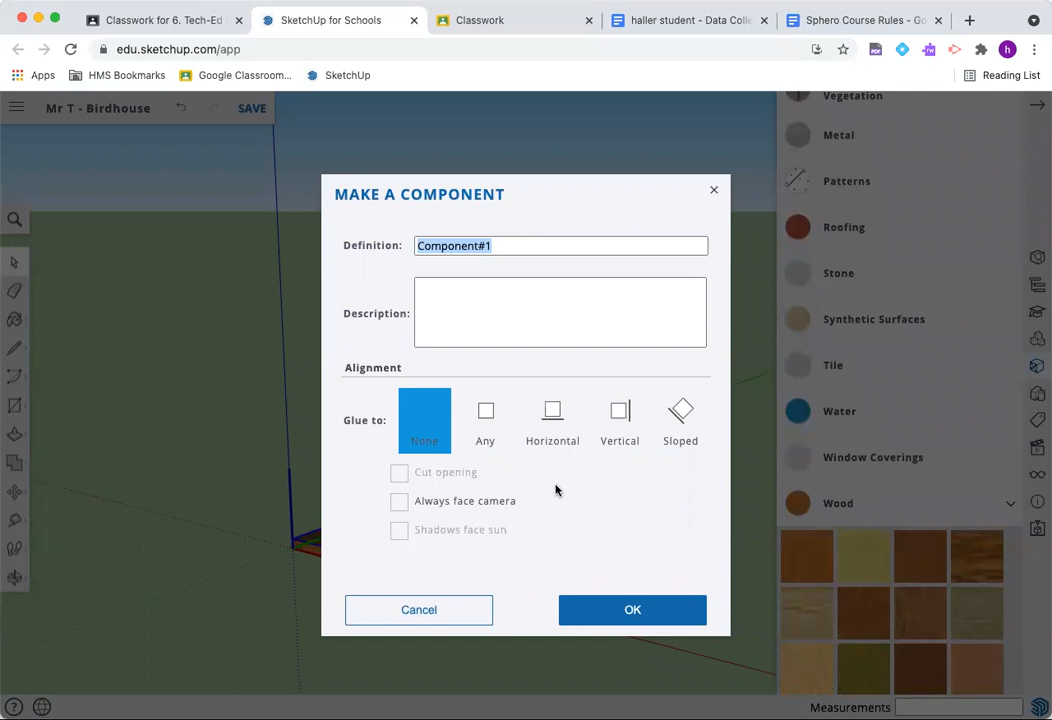 Classwork for 6. Tech-Ed
SketchUp for Schools
Classwork
haller student - Data Colle
Sphero Course Rules - Go
edu.sketchup.com/app
h
Apps
HMS Bookmarks
Google Classroom...
SketchUp
Reading List
Mr T - Birdhouse
SAVE
Vegetation
Metal
Patterns
Roofing
Stone
Synthetic Surfaces
Tile
Water
Window Coverings
Wood
MAKE A COMPONENT
Definition:
Component#1
Description:
Alignment
Glue to:
None
Any
Horizontal
Vertical
Sloped
Cut opening
Always face camera
Shadows face sun
Cancel
OK
Measurements